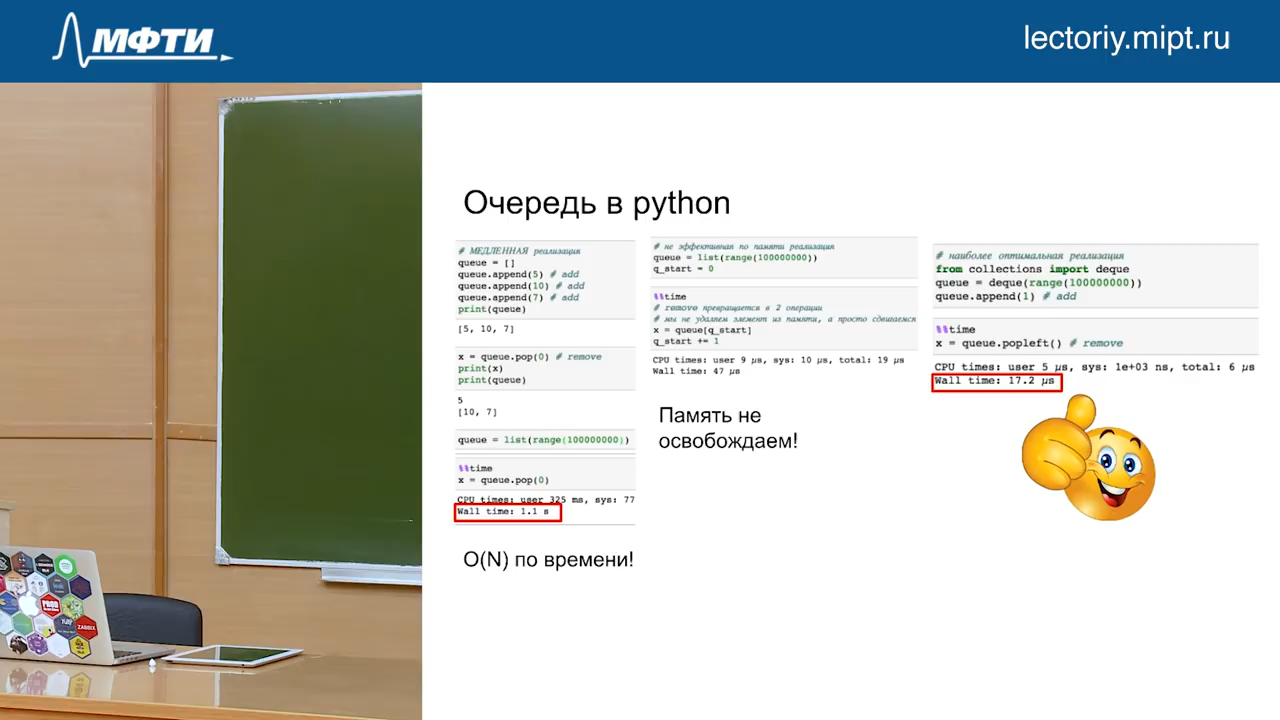 МФТИ
lectoriy.mipt.ru
Очередь в python
# МЕДЛЕННАЯ реализация
queue = []
queue.append(5) # add
queue.append(10) # add
queue.append(7) # add
print(queue)
[5, 10, 7]
x = queue.pop(0) # remove
print(x)
print(queue)
5
[10, 7]
queue = list(range(100000000))
%%time
x = queue.pop(0)
CPU times: user 325 ms, sys: 77
Wall time: 1.1 s
O(N) по времени!
# не эффективная по памяти реализация
queue = list(range(100000000))
q_start = 0
%%time
# remove превращается в 2 операции
# мы не удаляем элемент из памяти, а просто сдвигаемся
x = queue[q_start]
q_start += 1
CPU times: user 9 µs, sys: 10 µs, total: 19 µs
Wall time: 47 µs
Память не
освобождаем!
# наиболее оптимальная реализация
from collections import deque
queue = deque(range(100000000))
queue.append(1) # add
%%time
x = queue.popleft() # remove
CPU times: user 5 µs, sys: 1e+03 ns, total: 6 µs
Wall time: 17.2 µs
ZABBIX